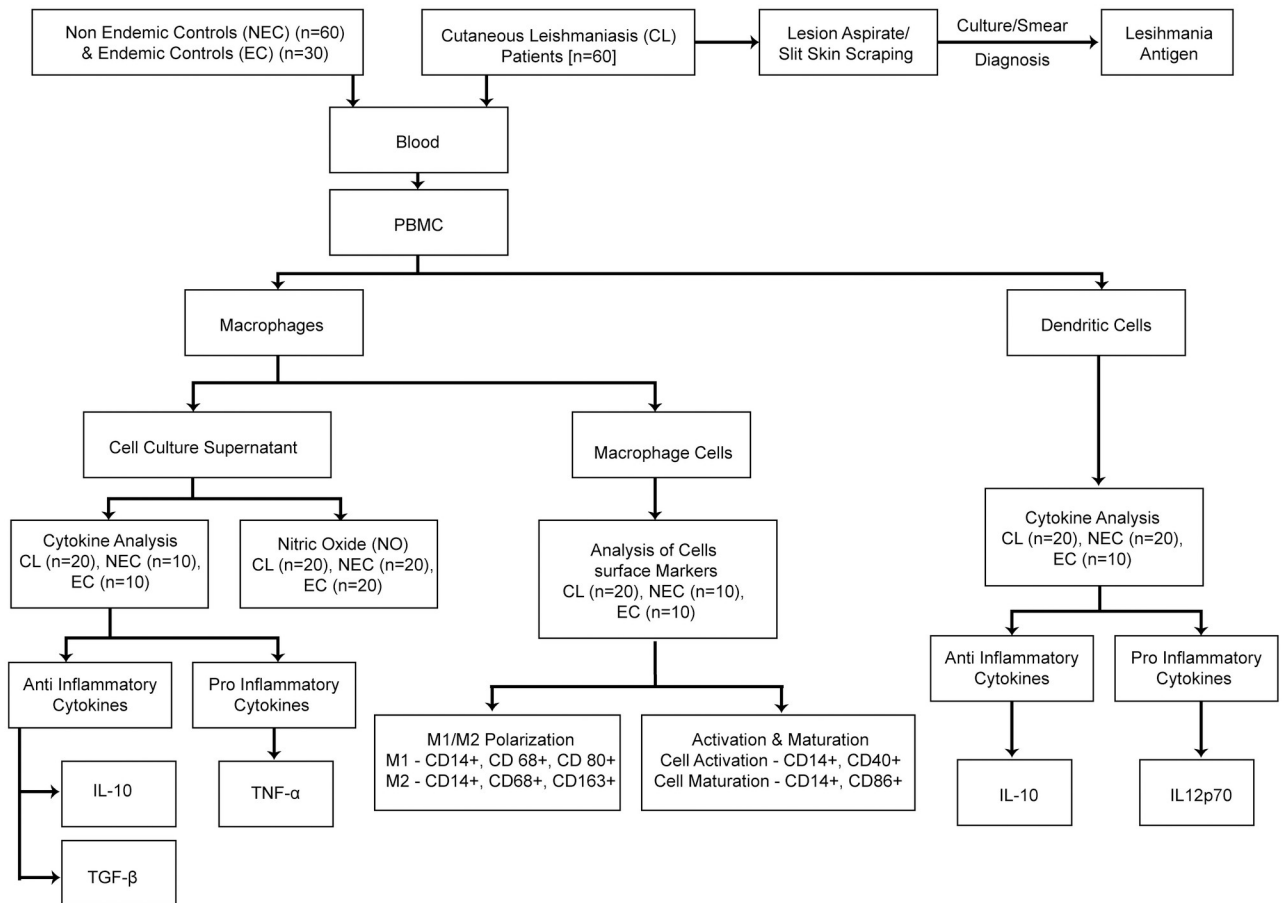 Non Endemic Controls (NEC) (n=60)
& Endemic Controls (EC) (n=30)
Cutaneous Leishmaniasis (CL)
Patients [n=60]
Lesion Aspirate/
Slit Skin Scraping
Culture/Smear
Diagnosis
Lesihmania
Antigen
Blood
PBMC
Macrophages
Dendritic Cells
Cell Culture Supernatant
Macrophage Cells
Cytokine Analysis
CL (n=20), NEC (n=10),
EC (n=10)
Nitric Oxide (NO)
CL (n=20), NEC (n=20),
EC (n=20)
Analysis of Cells
surface Markers
CL (n=20), NEC (n=10),
EC (n=10)
Cytokine Analysis
CL (n=20), NEC (n=20),
EC (n=10)
Anti Inflammatory
Cytokines
Pro Inflammatory
Cytokines
M1/M2 Polarization
M1 - CD14+, CD 68+, CD 80+
M2 - CD14+, CD68+, CD163+
Activation & Maturation
Cell Activation - CD14+, CD40+
Cell Maturation - CD14+, CD86+
Anti Inflammatory
Cytokines
Pro Inflammatory
Cytokines
IL-10
TNF-α
IL-10
IL12p70
TGF-β